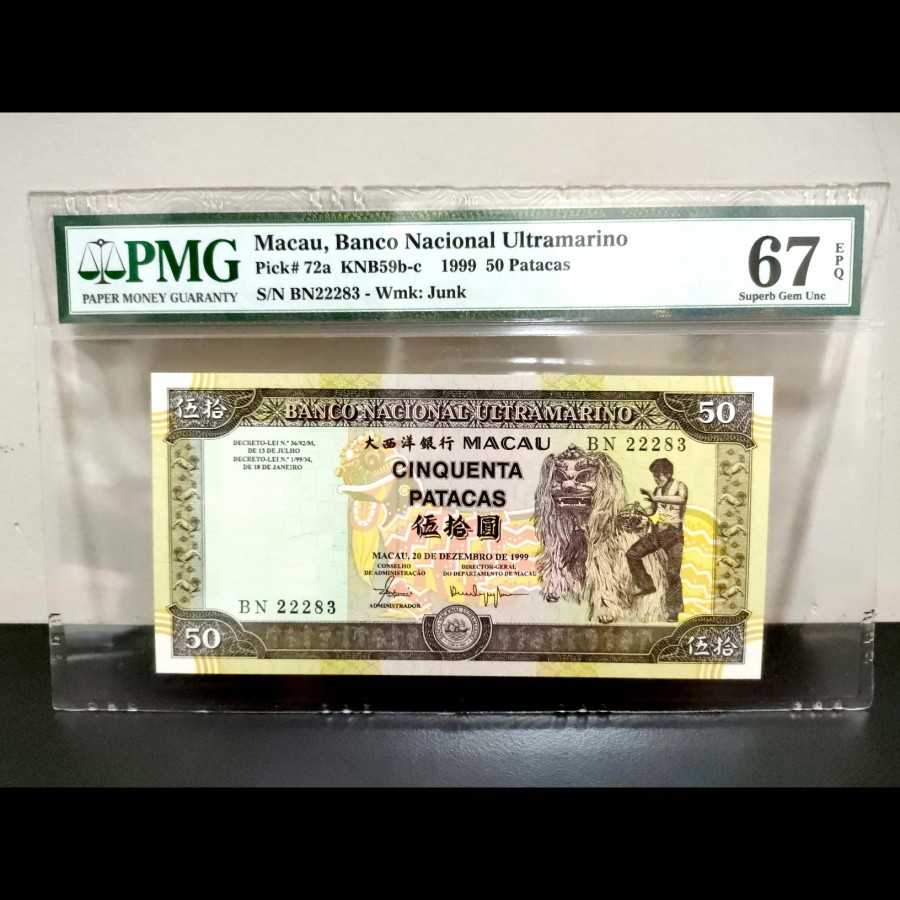 PMG
PAPER MONEY GUARANTY
Macau, Banco Nacional Ultramarino
Pick# 72a KNB59b-c 1999 50 Patacas
S/N BN22283 - Wmk: Junk
67
EPQ
Superb Gem Unc
伍拾
BANCO NACIONAL ULTRAMARINO
50
大西洋銀行 MACAU
BN 22283
DECRETO-LEI N.º 36/92/M,
DE 13 DE JULHO
DECRETO-LEI N.º 1/99/M,
DE 18 DE JANEIRO
CINQUENTA
PATACAS
伍拾圓
MACAU, 20 DE DEZEMBRO DE 1999
CONSELHO
DE ADMINISTRAÇÃO
DIRECTOR-GERAL
DO DEPARTAMENTO DE MACAU
ADMINISTRADOR
BN 22283
50
伍拾